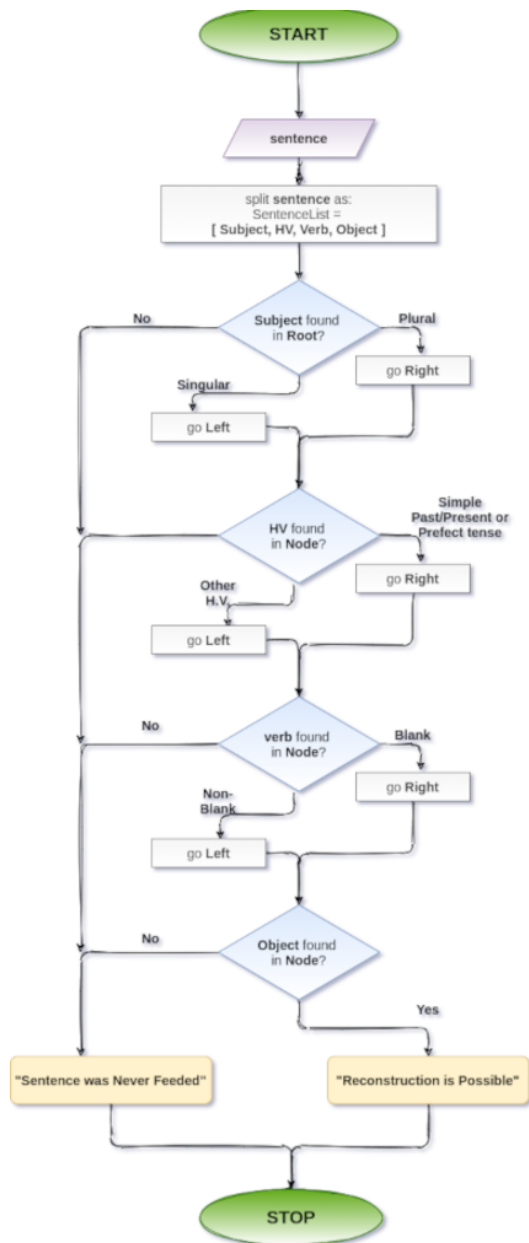 START
sentence
split sentence as:
SentenceList =
[ Subject, HV, Verb, Object ]
Subject found
in Root?
No
Plural
Singular
go Right
go Left
HV found
in Node?
Simple
Past/Present or
Prefect tense
Other
H.V.
go Right
go Left
verb found
in Node?
No
Blank
Non-
Blank
go Right
go Left
Object found
in Node?
No
Yes
"Sentence was Never Feeded"
"Reconstruction is Possible"
STOP